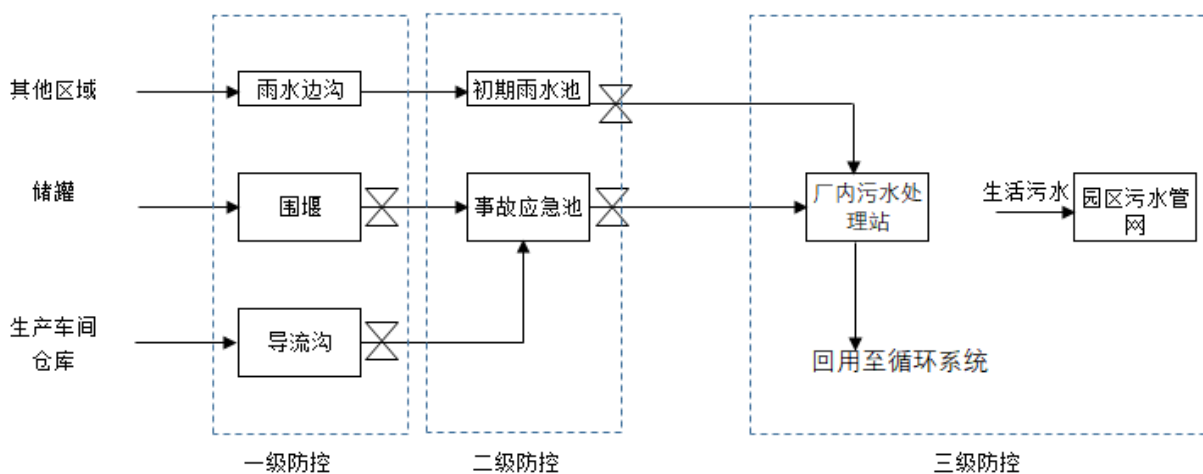 其他区域
雨水边沟
初期雨水池
储罐
围堰
事故应急池
厂内污水处
理站
生活污水
园区污水管
网
生产车间
仓库
导流沟
回用至循环系统
一级防控
二级防控
三级防控